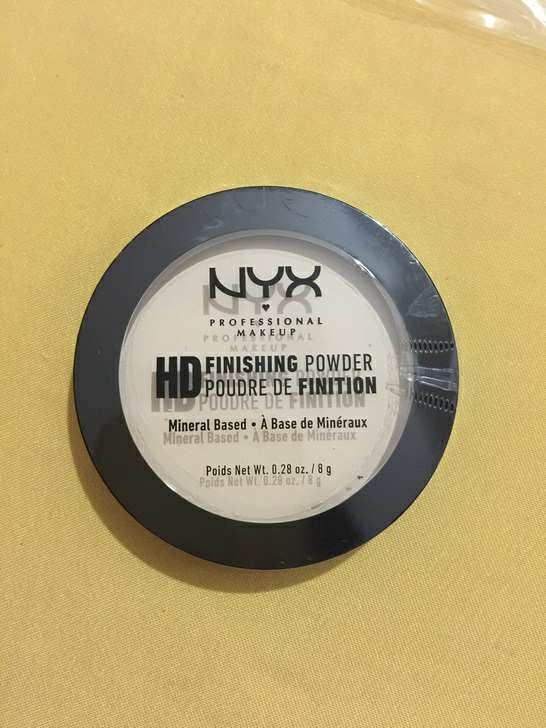 NYX
PROFESSIONAL
MAKEUP
HD FINISHING POWDER
POUDRE DE FINITION
Mineral Based • À Base de Minéraux
Poids Net Wt. 0.28 oz. / 8 g